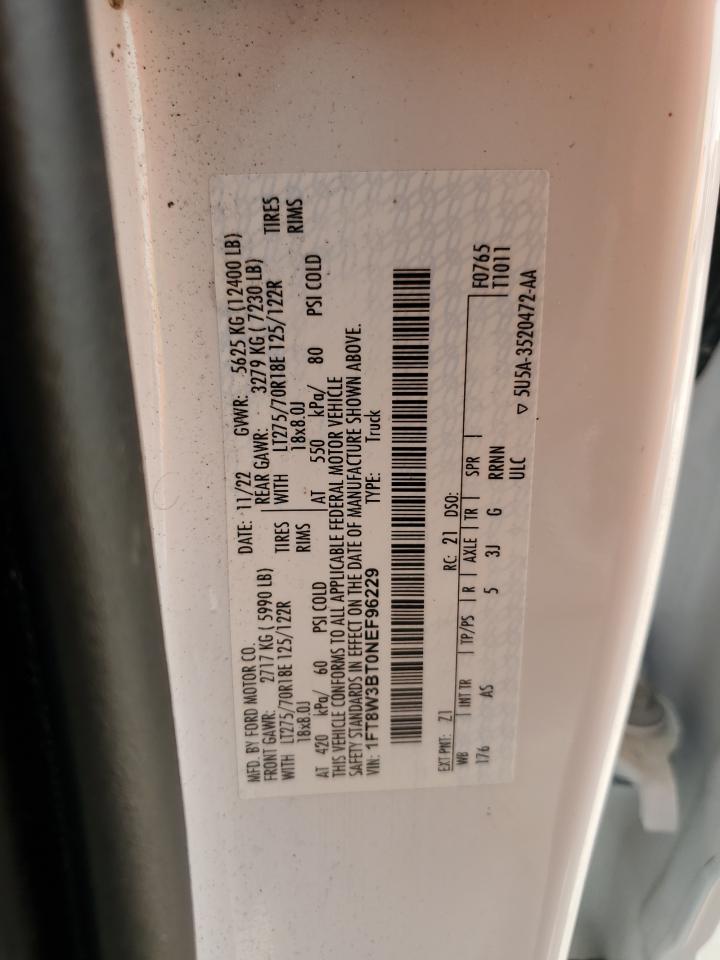 MFD. BY FORD MOTOR CO.
DATE: 11/22 GVWR: 5625 KG (12400 LB)
FRONT GAWR: 2717 KG ( 5990 LB) REAR GAWR: 3279 KG ( 7230 LB)
WITH LT275/70R18E 125/122R TIRES WITH LT275/70R18E 125/122R TIRES
18x8.0J RIMS 18x8.0J RIMS
AT 420 kPa/ 60 PSI COLD AT 550 kPa/ 80 PSI COLD
THIS VEHICLE CONFORMS TO ALL APPLICABLE FEDERAL MOTOR VEHICLE
SAFETY STANDARDS IN EFFECT ON THE DATE OF MANUFACTURE SHOWN ABOVE.
VIN: 1FT8W3BT0NEF96229 TYPE: Truck
EXT PNT: Z1 RC: 21 DSO: F0765
WB INT TR TP/PS R AXLE TR SPR T1011
176 AS 5 3J G RRNN
ULC
▽ 5U5A-3520472-AA